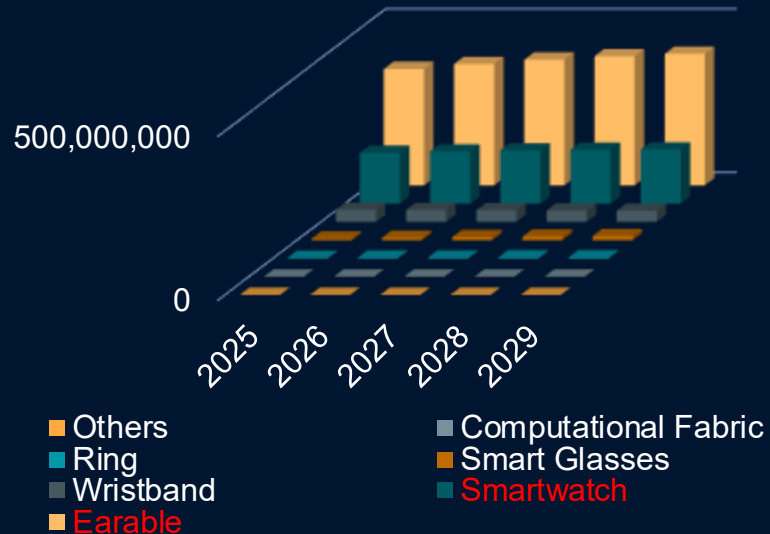 500,000,000
0
2025
2026
2027
2028
2029
Others
Computational Fabric
Ring
Smart Glasses
Wristband
Smartwatch
Earable